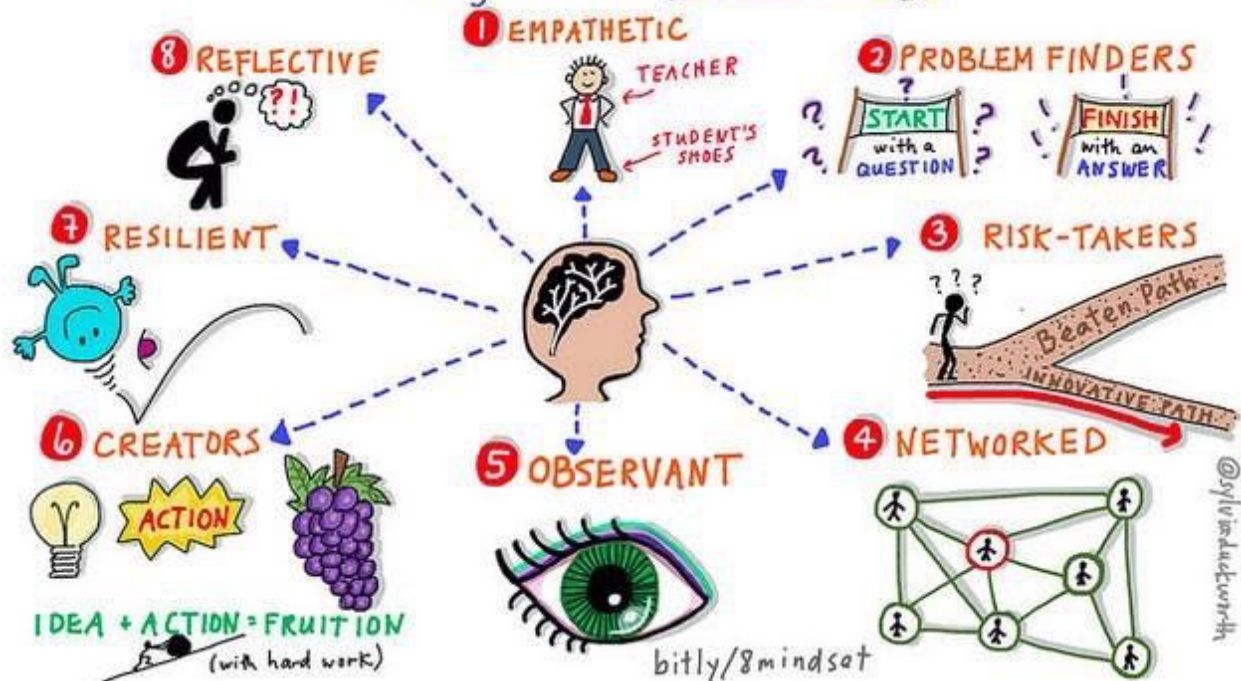 1 EMPATHETIC
TEACHER
STUDENT'S
SHOES
2 PROBLEM FINDERS
?
? START ?
with a
? QUESTION ?
! FINISH !
with an
ANSWER
3 RISK-TAKERS
? ? ?
Beaten Path
INNOVATIVE PATH
4 NETWORKED
5 OBSERVANT
bitly/8mindset
6 CREATORS
ACTION
IDEA + ACTION = FRUITION
(with hard work)
7 RESILIENT
8 REFLECTIVE
?!
@sylviaduckworth